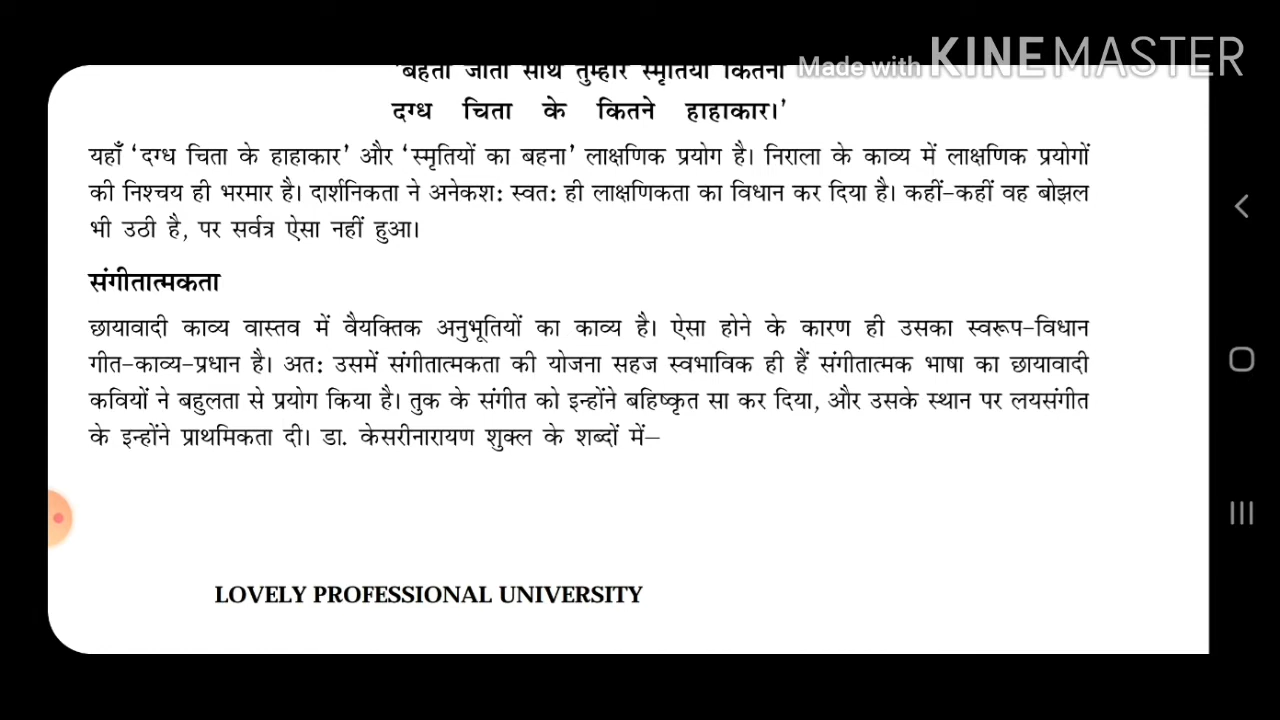 Made with KINEMASTER
'बहती जाती साथ तुम्हारे स्मृतियाँ कितनी
दग्ध चिता के कितने हाहाकार।'
यहाँ 'दग्ध चिता के हाहाकार' और 'स्मृतियों का बहना' लाक्षणिक प्रयोग है। निराला के काव्य में लाक्षणिक प्रयोगों
की निश्चय ही भरमार है। दार्शनिकता ने अनेकश: स्वत: ही लाक्षणिकता का विधान कर दिया है। कहीं-कहीं वह बोझल
भी उठी है, पर सर्वत्र ऐसा नहीं हुआ।
संगीतात्मकता
छायावादी काव्य वास्तव में वैयक्तिक अनुभूतियों का काव्य है। ऐसा होने के कारण ही उसका स्वरूप-विधान
गीत-काव्य-प्रधान है। अत: उसमें संगीतात्मकता की योजना सहज स्वभाविक ही हैं संगीतात्मक भाषा का छायावादी
कवियों ने बहुलता से प्रयोग किया है। तुक के संगीत को इन्होंने बहिष्कृत सा कर दिया, और उसके स्थान पर लयसंगीत
के इन्होंने प्राथमिकता दी। डा. केसरीनारायण शुक्ल के शब्दों में–
LOVELY PROFESSIONAL UNIVERSITY